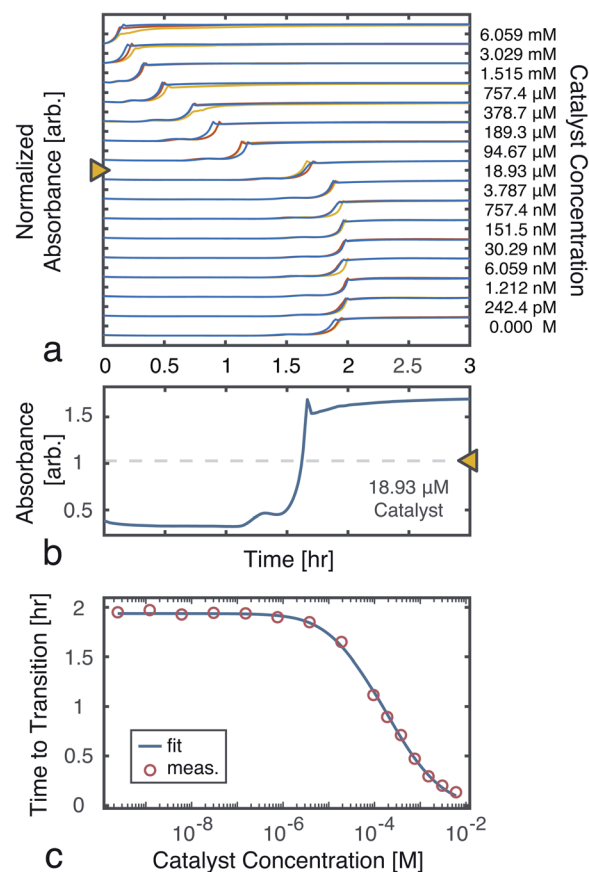 Normalized
Absorbance [arb.]
6.059 mM
3.029 mM
1.515 mM
757.4 µM
378.7 µM
189.3 µM
94.67 µM
18.93 µM
3.787 µM
757.4 nM
151.5 nM
30.29 nM
6.059 nM
1.212 nM
242.4 pM
0.000 M
Catalyst Concentration
a
0 0.5 1 1.5 2 2.5 3
Absorbance
[arb.]
1.5
1
0.5
18.93 µM
Catalyst
b
Time [hr]
Time to Transition [hr]
2
1.5
1
0.5
0
fit
meas.
10-8 10-6 10-4 10-2
c
Catalyst Concentration [M]